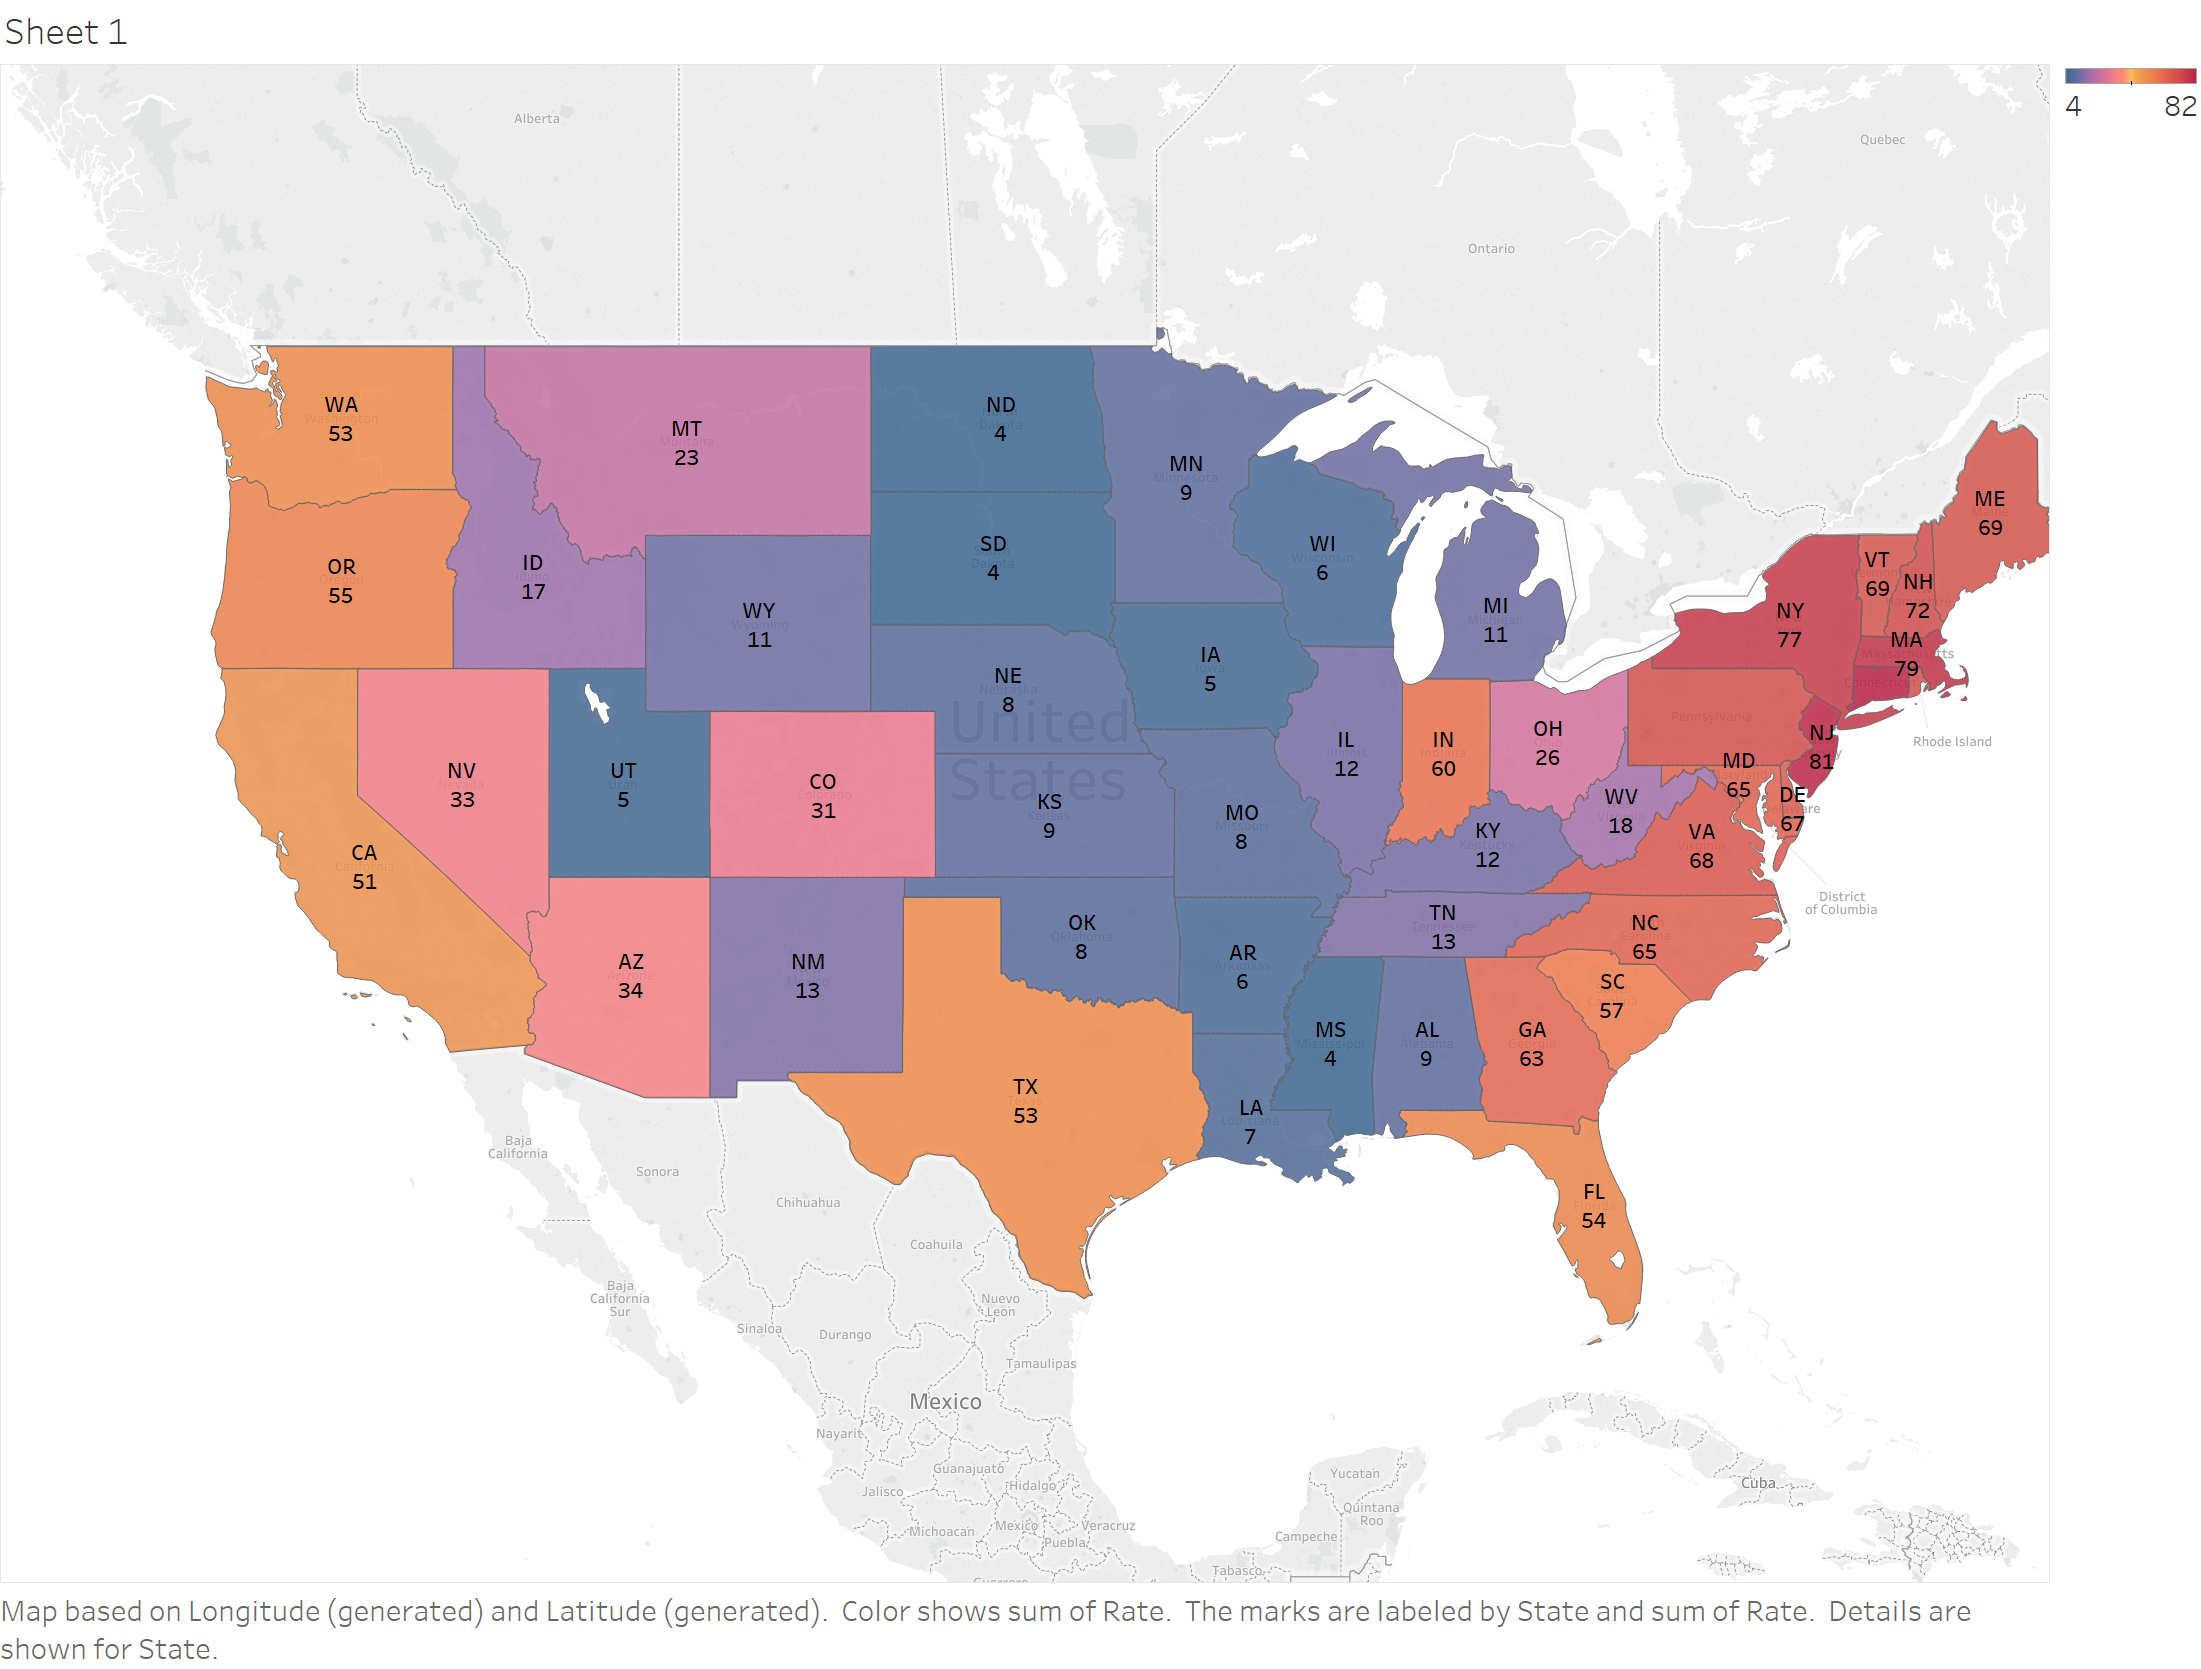 Sheet 1
4
82
Alberta
Quebec
Ontario
WA
53
MT
23
ND
4
MN
9
ME
69
OR
55
ID
17
SD
4
WI
6
VT
69
NH
72
WY
11
MI
11
NY
77
MA
79
IA
5
NE
8
United
States
Pennsylvania
Rhode Island
NV
33
UT
5
CO
31
KS
9
MO
8
IL
12
IN
60
OH
26
NJ
81
MD
65
DE
67
WV
18
KY
12
VA
68
CA
51
District
of Columbia
AZ
34
NM
13
OK
8
AR
6
TN
13
NC
65
SC
57
TX
53
LA
7
MS
4
AL
9
GA
63
FL
54
Baja
California
Sonora
Chihuahua
Coahuila
Baja
California
Sur
Nuevo
León
Sinaloa
Durango
Tamaulipas
Mexico
Nayarit
Guanajuato
Hidalgo
Jalisco
Michoacán
Mexico
Veracruz
Puebla
Yucatán
Quintana
Roo
Campeche
Tabasco
Cuba
Map based on Longitude (generated) and Latitude (generated).  Color shows sum of Rate.  The marks are labeled by State and sum of Rate.  Details are
shown for State.